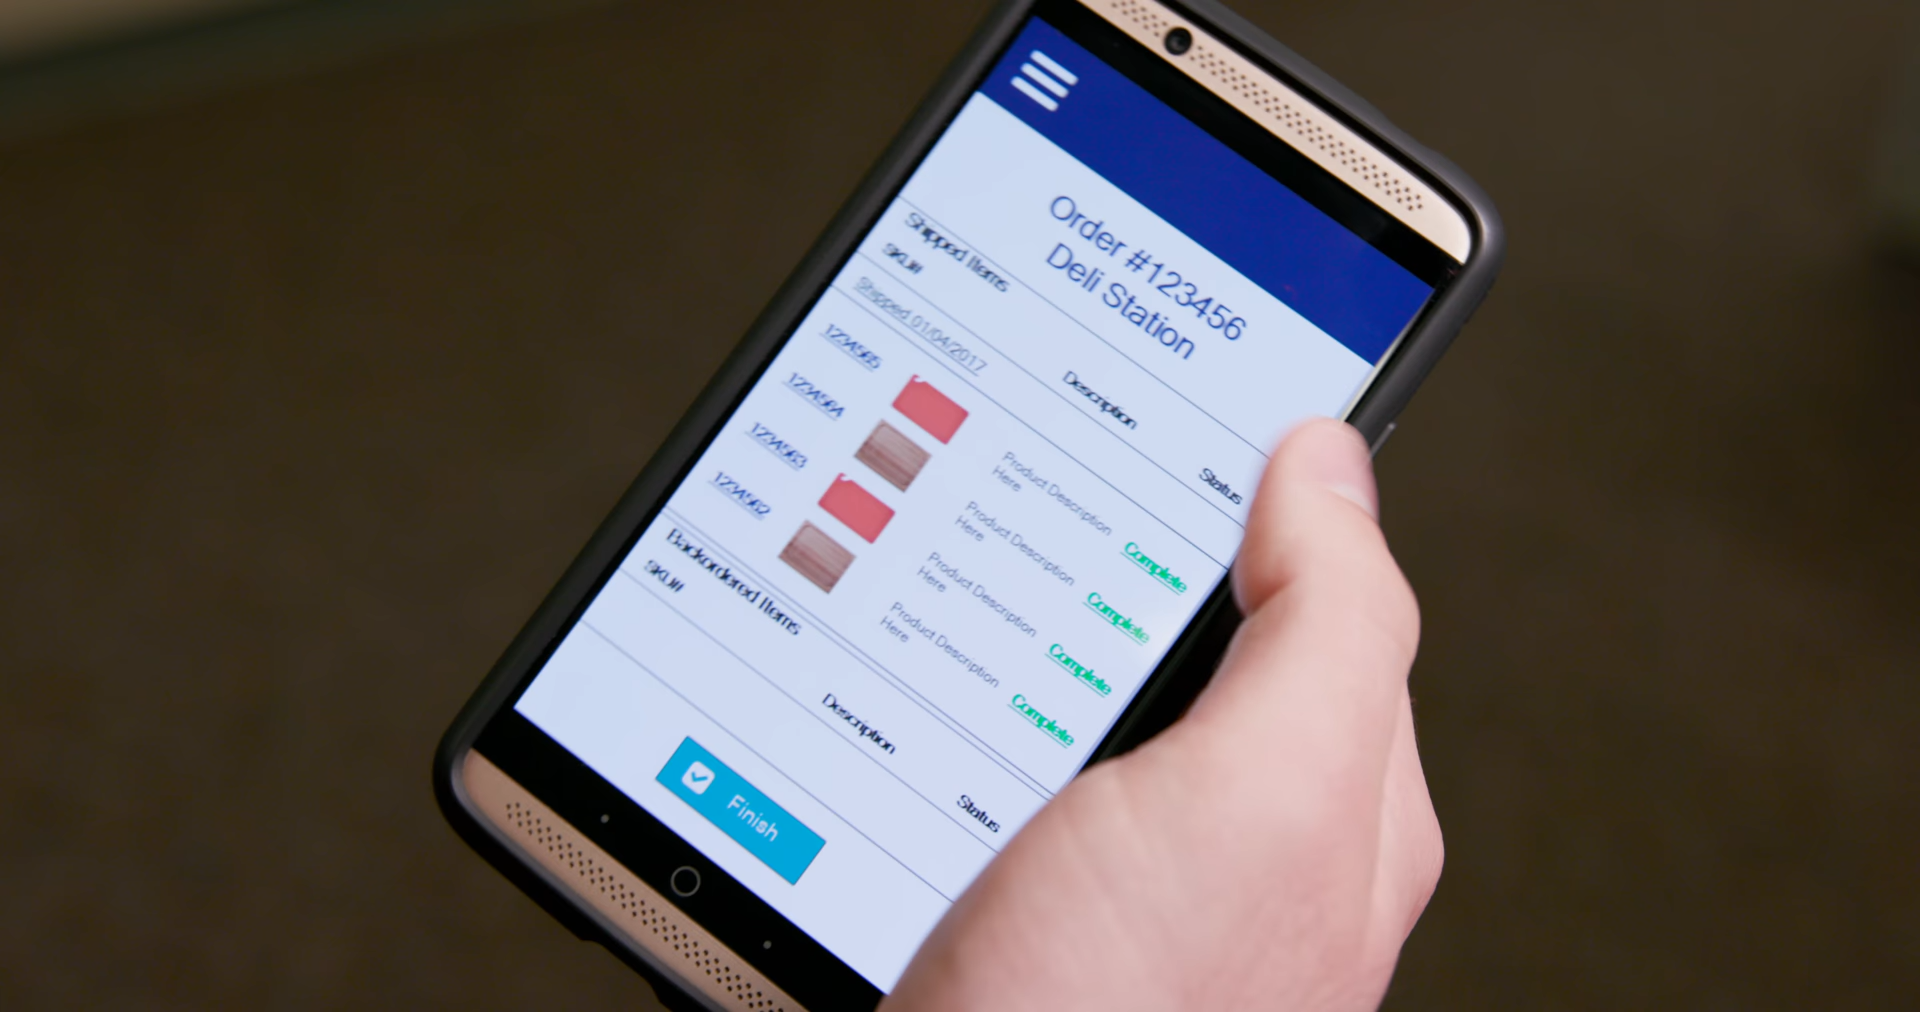 Order #123456
Deli Station
Shipped Items
SKU# Description Status
Shipped 01/04/2017
1234565 Product Description Here Complete
1234564 Product Description Here Complete
1234563 Product Description Here Complete
1234562 Product Description Here Complete
Backordered Items
SKU# Description Status
Finish